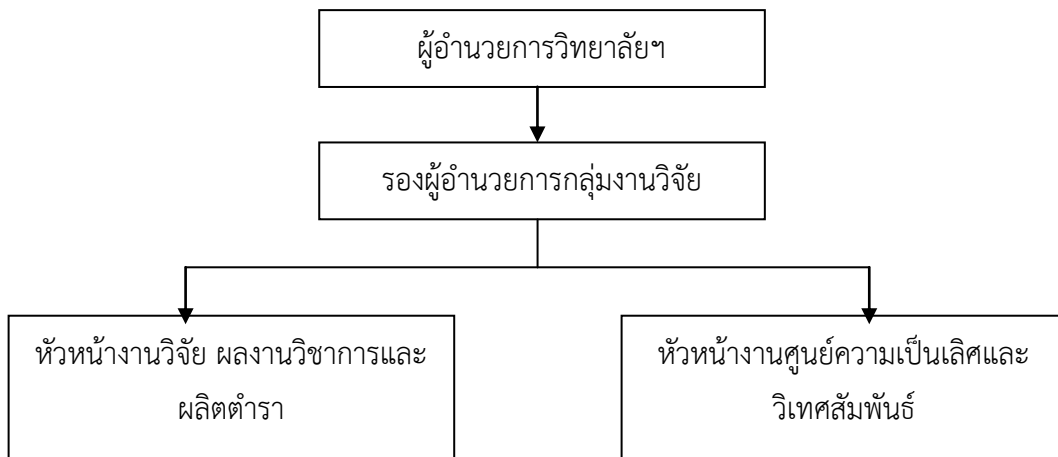 ผู้อำนวยการวิทยาลัยฯ
รองผู้อำนวยการกลุ่มงานวิจัย
หัวหน้างานวิจัย ผลงานวิชาการและ
ผลิตตำรา
หัวหน้างานศูนย์ความเป็นเลิศและ
วิเทศสัมพันธ์